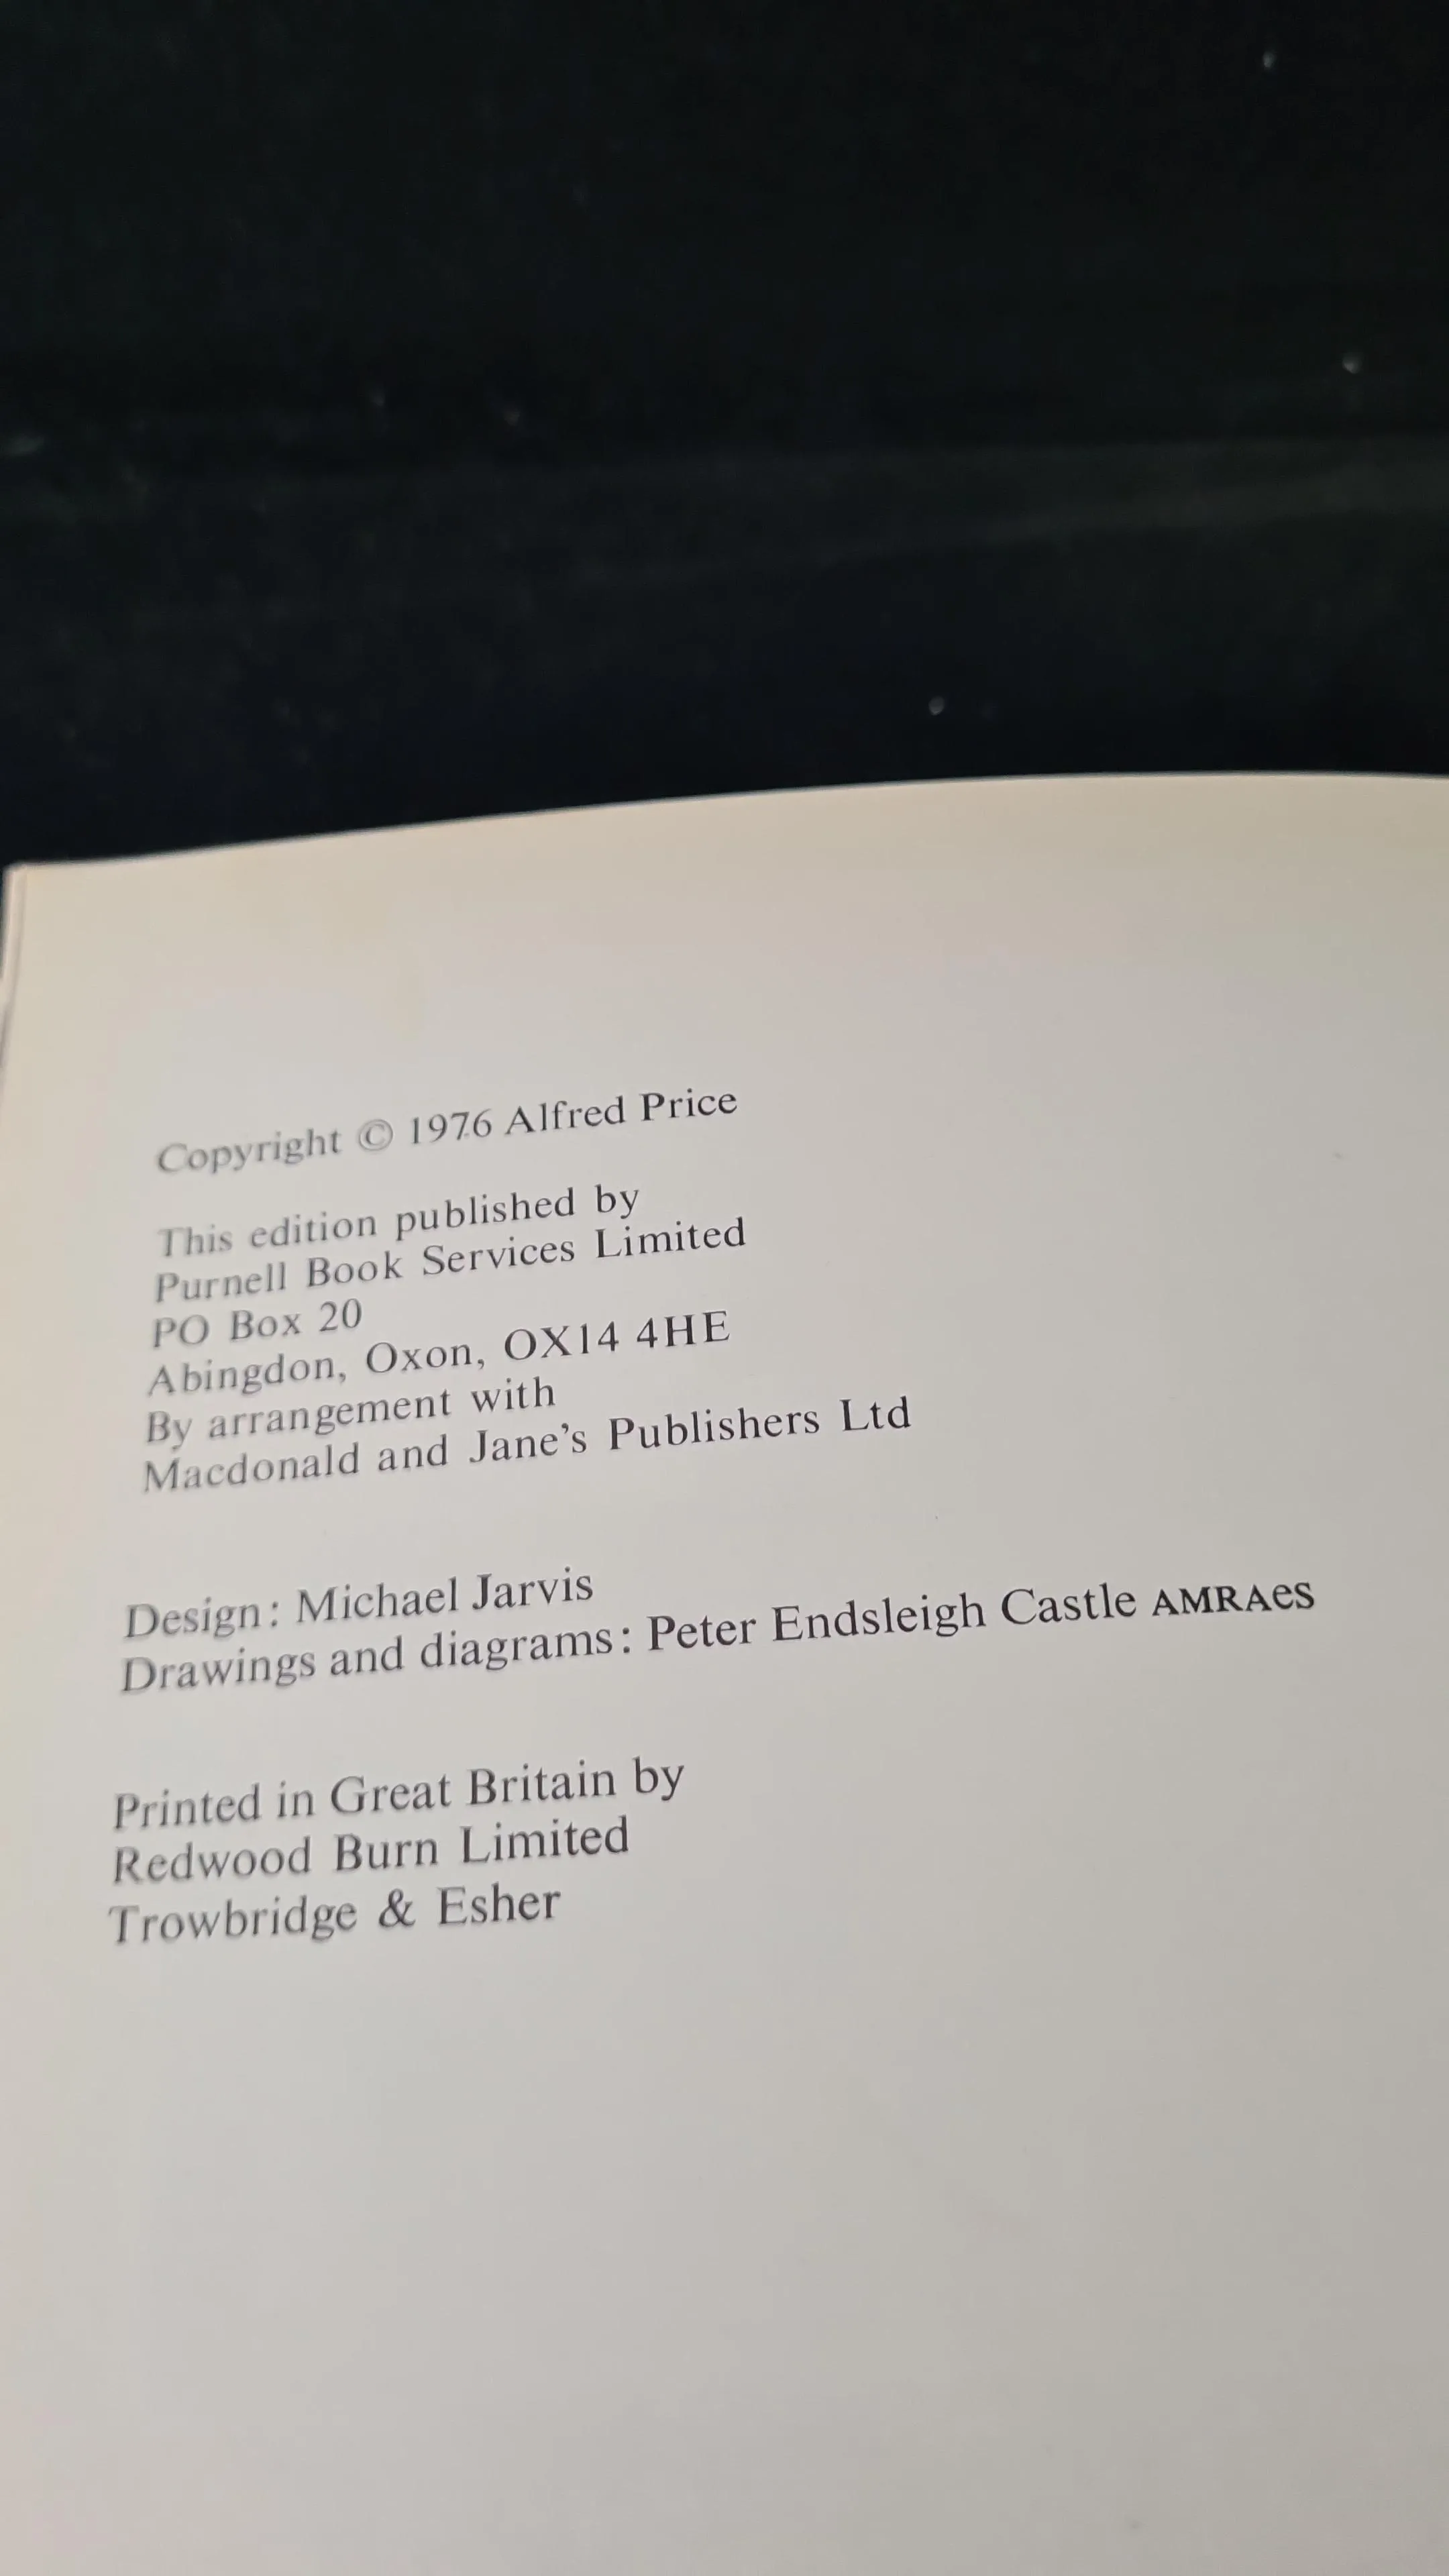 Copyright © 1976 Alfred Price
This edition published by
Purnell Book Services Limited
PO Box 20
Abingdon, Oxon, OX14 4HE
By arrangement with
Macdonald and Jane's Publishers Ltd
Design: Michael Jarvis
Drawings and diagrams: Peter Endsleigh Castle AMRAeS
Printed in Great Britain by
Redwood Burn Limited
Trowbridge & Esher